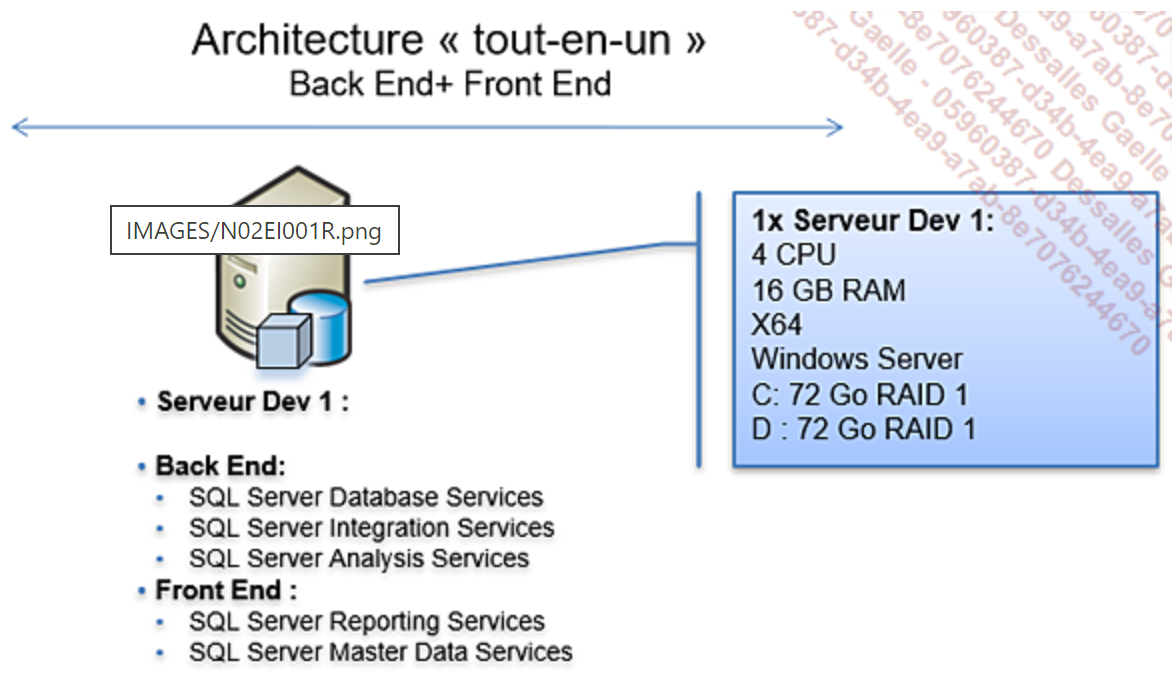 Architecture « tout-en-un »
Back End+ Front End
IMAGES/N02EI001R.png
1x Serveur Dev 1:
4 CPU
16 GB RAM
X64
Windows Server
C: 72 Go RAID 1
D : 72 Go RAID 1
• Serveur Dev 1 :
• Back End:
• SQL Server Database Services
• SQL Server Integration Services
• SQL Server Analysis Services
• Front End :
• SQL Server Reporting Services
• SQL Server Master Data Services